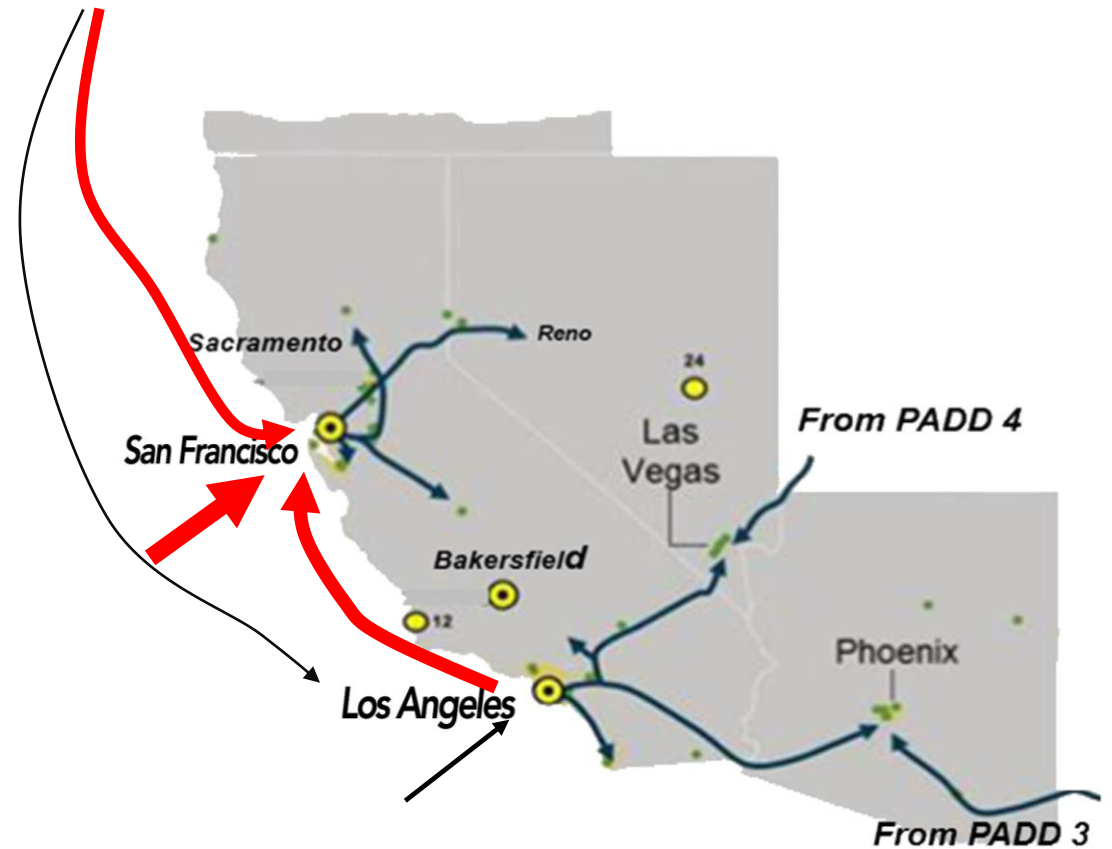 Sacramento
Reno
24
From PADD 4
Las
Vegas
San Francisco
Bakersfield
12
Phoenix
Los Angeles
From PADD 3